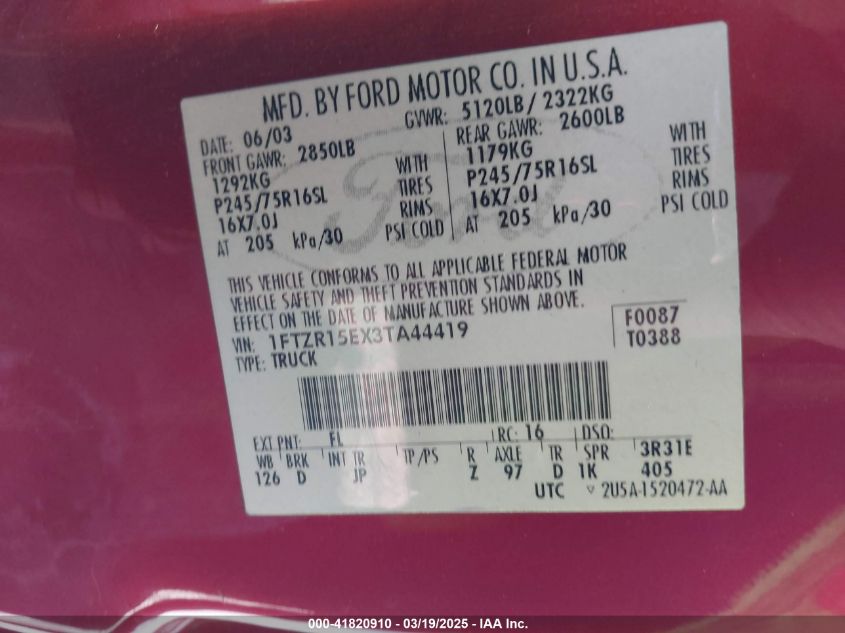 MFD. BY FORD MOTOR CO. IN U.S.A.
DATE: 06/03 GVWR: 5120LB/ 2322KG
FRONT GAWR: 2850LB REAR GAWR: 2600LB
1292KG WITH 1179KG WITH
P245/75R16SL TIRES P245/75R16SL TIRES
16X7.0J RIMS 16X7.0J RIMS
AT 205 kPa/30 PSI COLD AT 205 kPa/30 PSI COLD
Ford
THIS VEHICLE CONFORMS TO ALL APPLICABLE FEDERAL MOTOR
VEHICLE SAFETY AND THEFT PREVENTION STANDARDS IN
EFFECT ON THE DATE OF MANUFACTURE SHOWN ABOVE.
VIN: 1FTZR15EX3TA44419 F0087
TYPE: TRUCK T0388
EXT PNT: FL RC: 16 DSO:
WB BRK INT TR TP/PS R AXLE TR SPR 3R31E
126 D JP Z 97 D 1K 405
UTC ▽ 2U5A-1520472-AA
000-41820910 - 03/19/2025 - IAA Inc.